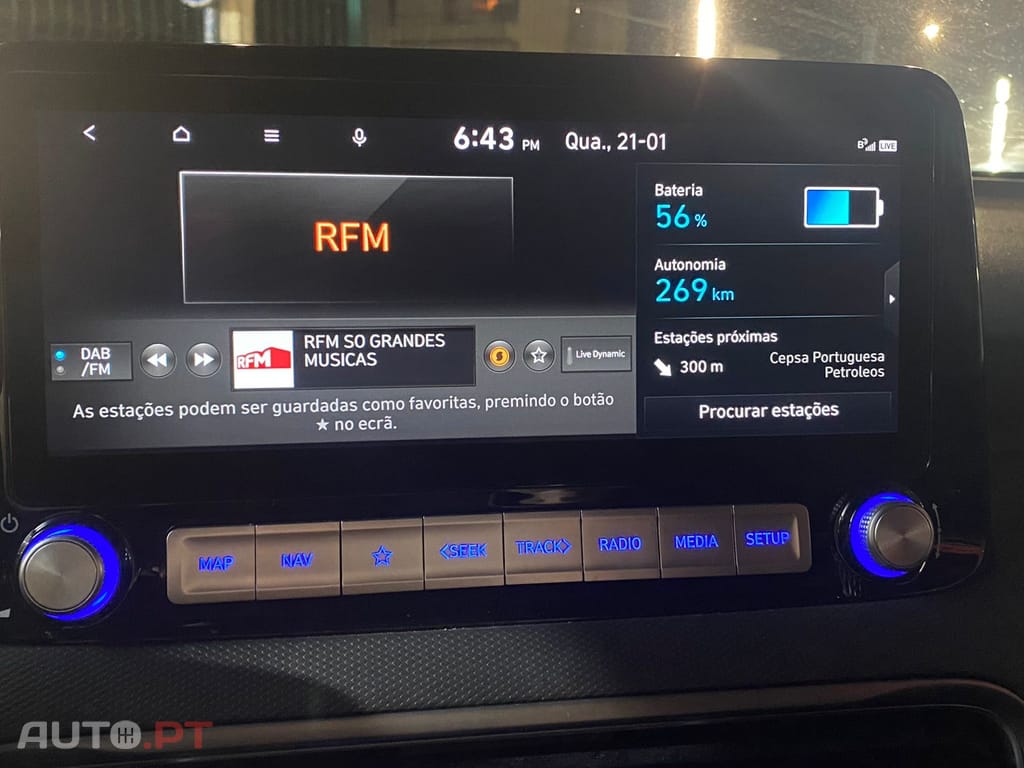 6:43 PM Qua., 21-01
B LIVE
RFM
DAB
/FM
RFM
RFM SO GRANDES
MUSICAS
Live Dynamic
As estações podem ser guardadas como favoritas, premindo o botão
★ no ecrã.
Bateria
56 %
Autonomia
269 km
Estações próximas
300 m
Cepsa Portuguesa
Petroleos
Procurar estações
MAP
NAV
<SEEK
TRACK>
RADIO
MEDIA
SETUP
AUTO.PT